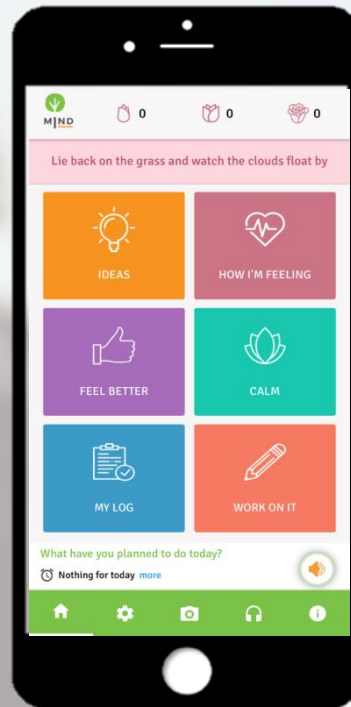 MIND
0 0 0
Lie back on the grass and watch the clouds float by
IDEAS
HOW I'M FEELING
FEEL BETTER
CALM
MY LOG
WORK ON IT
What have you planned to do today?
Nothing for today more